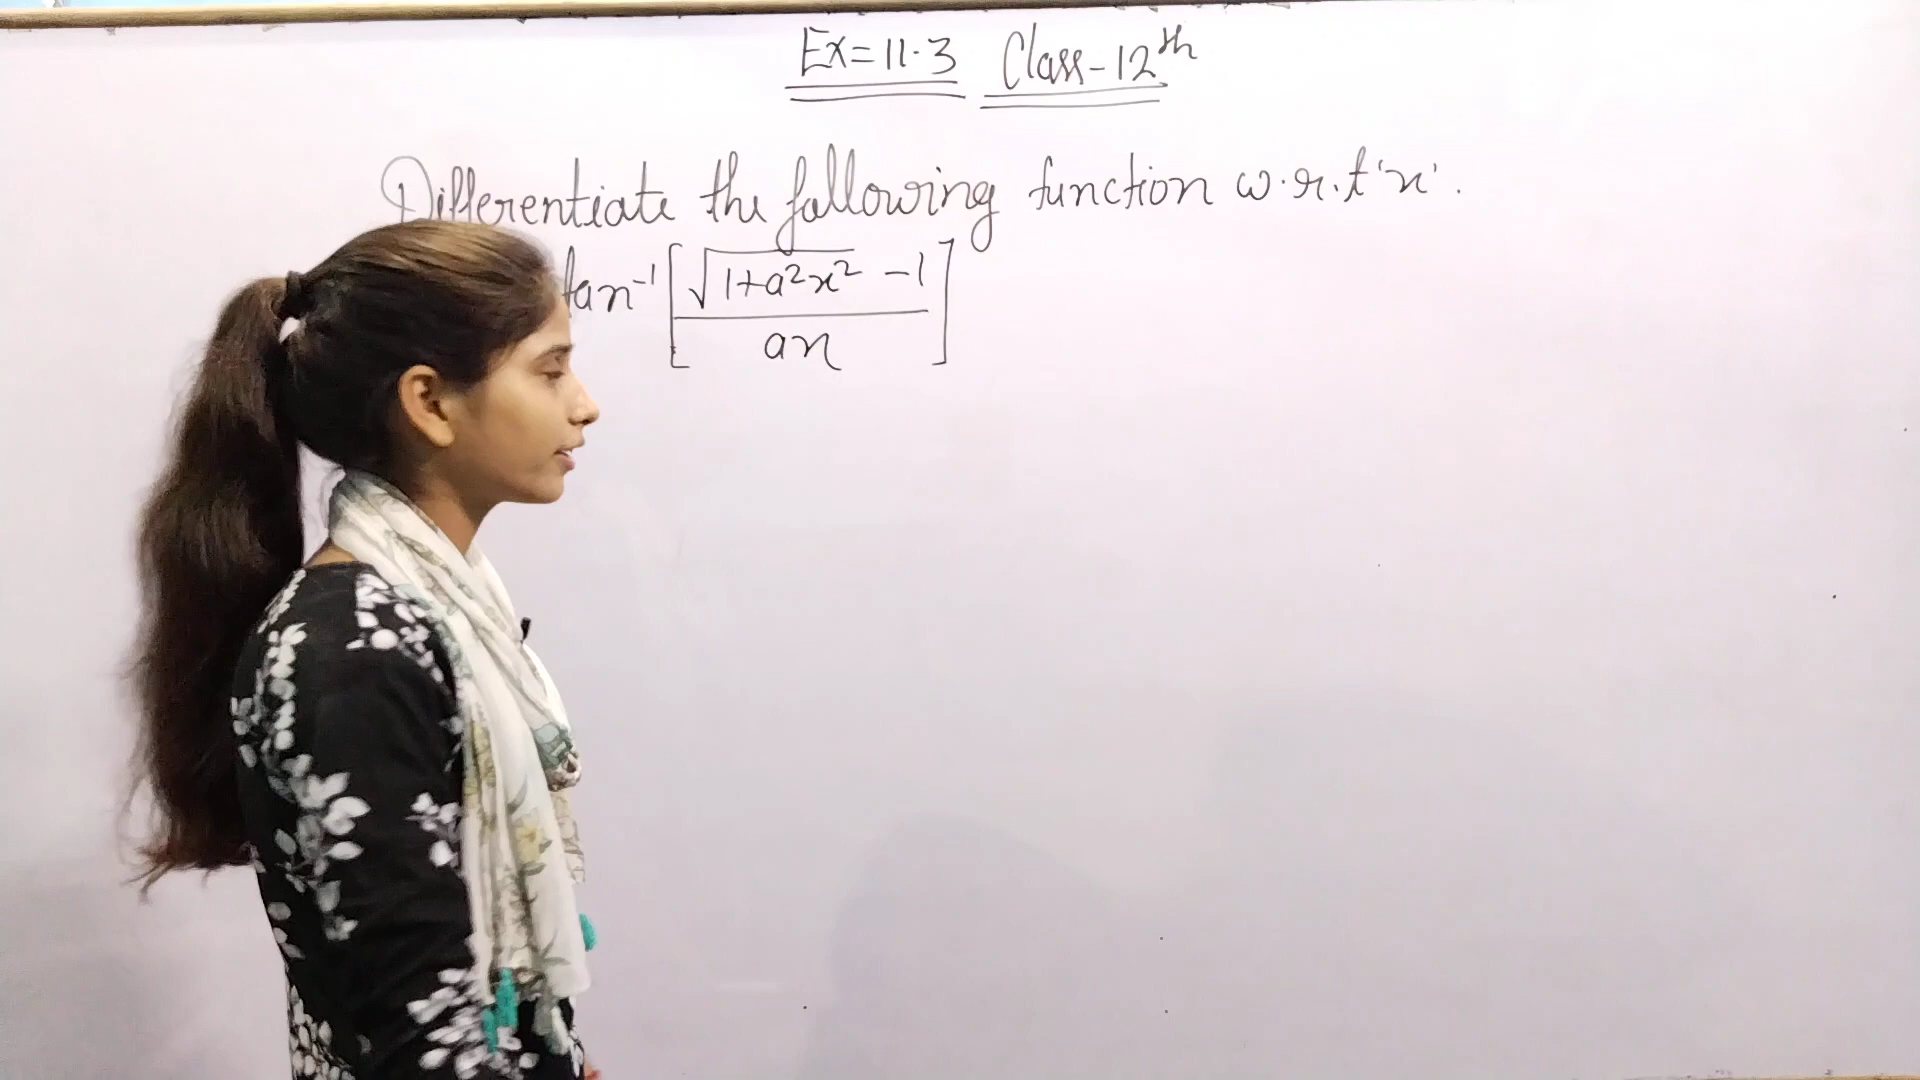 Ex=11.3 Class-12th
Differentiate the following function w.r.t 'x'.
tan⁻¹[(√(1+a²x²) -1)/ax]